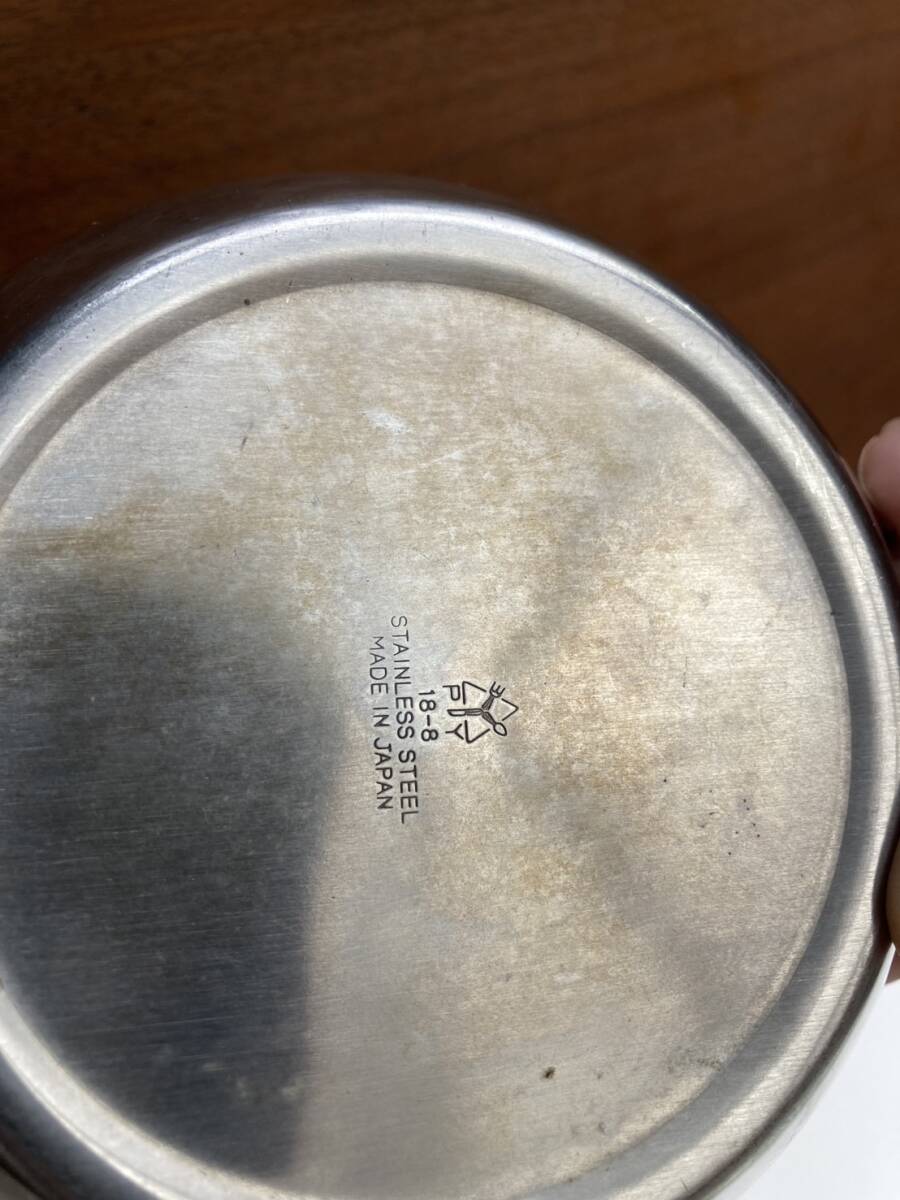 P Y
18-8
STAINLESS STEEL
MADE IN JAPAN